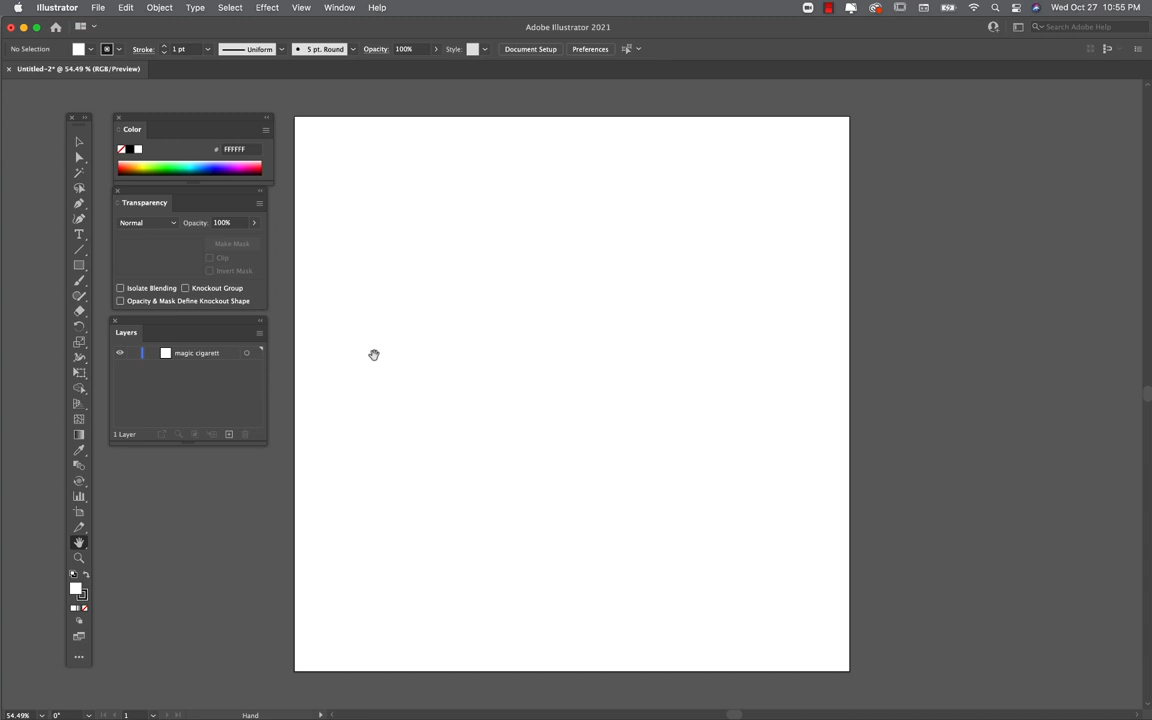 Illustrator File Edit Object Type Select Effect View Window Help Wed Oct 27 10:55 PM
Adobe Illustrator 2021 Search Adobe Help
No Selection Stroke: 1 pt Uniform 5 pt. Round Opacity: 100% Style: Document Setup Preferences
Untitled-2* @ 54.49 % (RGB/Preview)
Color
# FFFFFF
Transparency
Normal Opacity: 100%
Make Mask
Clip
Invert Mask
Isolate Blending Knockout Group
Opacity & Mask Define Knockout Shape
Layers
magic cigarett
1 Layer
54.49% 0° 1 Hand